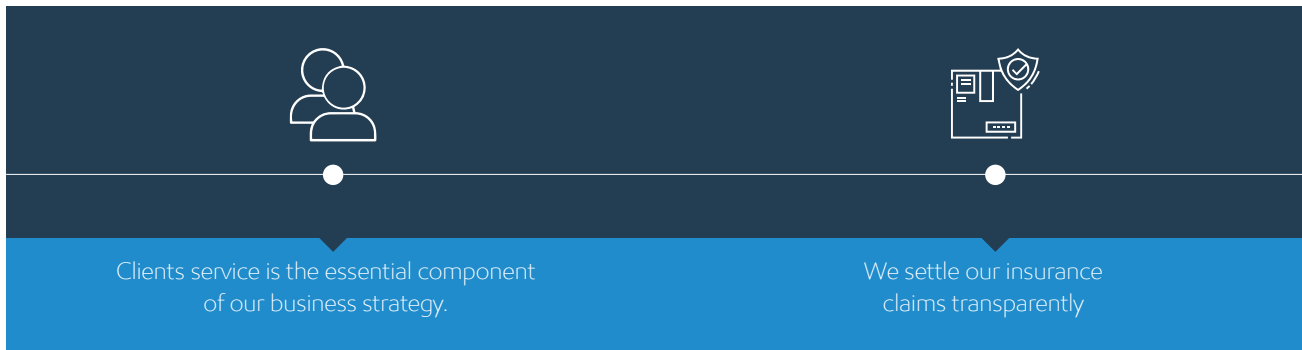 Clients service is the essential component
of our business strategy.
We settle our insurance
claims transparently